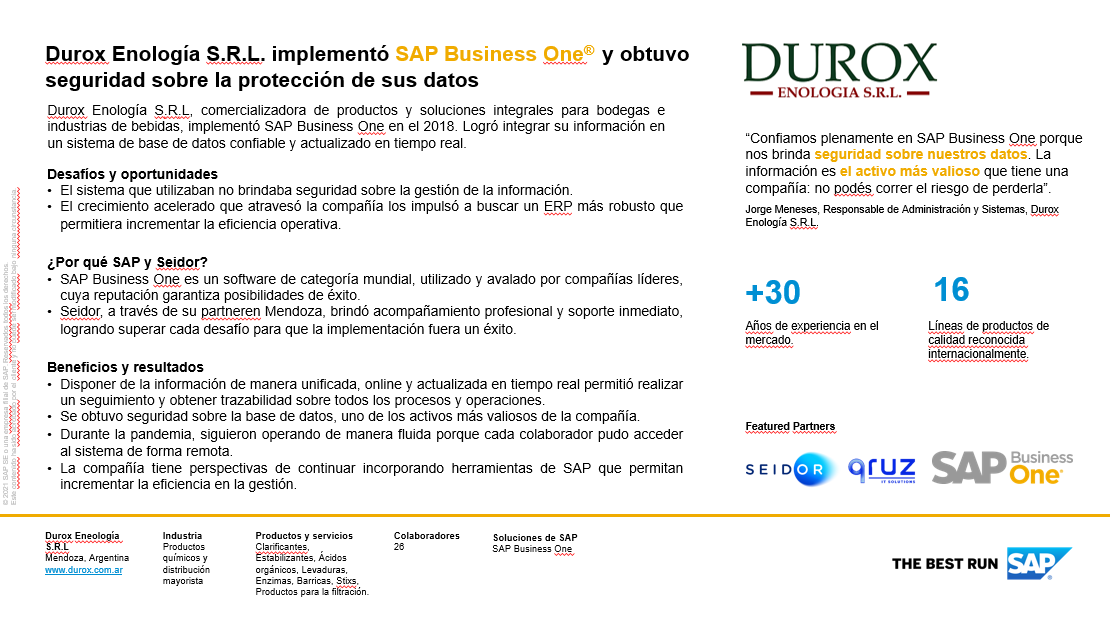 Durox Enología S.R.L. implementó SAP Business One® y obtuvo
seguridad sobre la protección de sus datos
Durox Enología S.R.L, comercializadora de productos y soluciones integrales para bodegas e
industrias de bebidas, implementó SAP Business One en el 2018. Logró integrar su información en
un sistema de base de datos confiable y actualizado en tiempo real.
Desafíos y oportunidades
• El sistema que utilizaban no brindaba seguridad sobre la gestión de la información.
• El crecimiento acelerado que atravesó la compañía los impulsó a buscar un ERP más robusto que
permitiera incrementar la eficiencia operativa.
¿Por qué SAP y Seidor?
• SAP Business One es un software de categoría mundial, utilizado y avalado por compañías líderes,
cuya reputación garantiza posibilidades de éxito.
• Seidor, a través de su partneren Mendoza, brindó acompañamiento profesional y soporte inmediato,
logrando superar cada desafío para que la implementación fuera un éxito.
Beneficios y resultados
• Disponer de la información de manera unificada, online y actualizada en tiempo real permitió realizar
un seguimiento y obtener trazabilidad sobre todos los procesos y operaciones.
• Se obtuvo seguridad sobre la base de datos, uno de los activos más valiosos de la compañía.
• Durante la pandemia, siguieron operando de manera fluida porque cada colaborador pudo acceder
al sistema de forma remota.
• La compañía tiene perspectivas de continuar incorporando herramientas de SAP que permitan
incrementar la eficiencia en la gestión.
DUROX
ENOLOGIA S.R.L.
“Confiamos plenamente en SAP Business One porque
nos brinda seguridad sobre nuestros datos. La
información es el activo más valioso que tiene una
compañía: no podés correr el riesgo de perderla”.
Jorge Meneses, Responsable de Administración y Sistemas, Durox
Enología S.R.L.
+30
Años de experiencia en el
mercado.
16
Líneas de productos de
calidad reconocida
internacionalmente.
Featured Partners
SEIDOR
qruz
IT SOLUTIONS
SAP Business
One
© 2021 SAP SE o una empresa filial de SAP. Reservados todos los derechos.
Este contenido ha sido por el cliente y no puede ser modificado bajo ninguna circunstancia.
Durox Eneología
S.R.L
Mendoza, Argentina
www.durox.com.ar
Industria
Productos
químicos y
distribución
mayorista
Productos y servicios
Clarificantes,
Estabilizantes, Ácidos
orgánicos, Levaduras,
Enzimas, Barricas, Stixs,
Productos para la filtración.
Colaboradores
26
Soluciones de SAP
SAP Business One
THE BEST RUN SAP